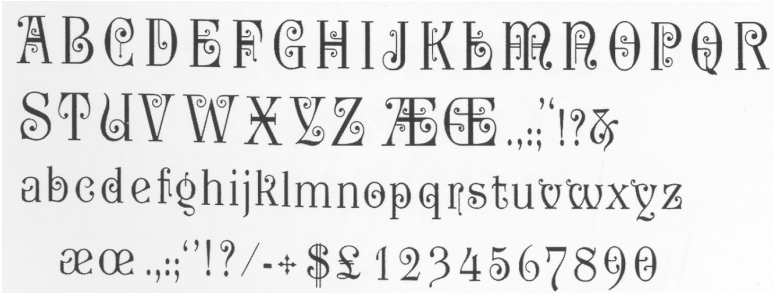 ABCDEFGHIJKLMNOPQR
STUVWXYZ ÆŒ .,:;’‘!?&
abcdefghijklmnopqrstuvwxyz
æœ .,:;‘’!?/-÷$£ 1234567890